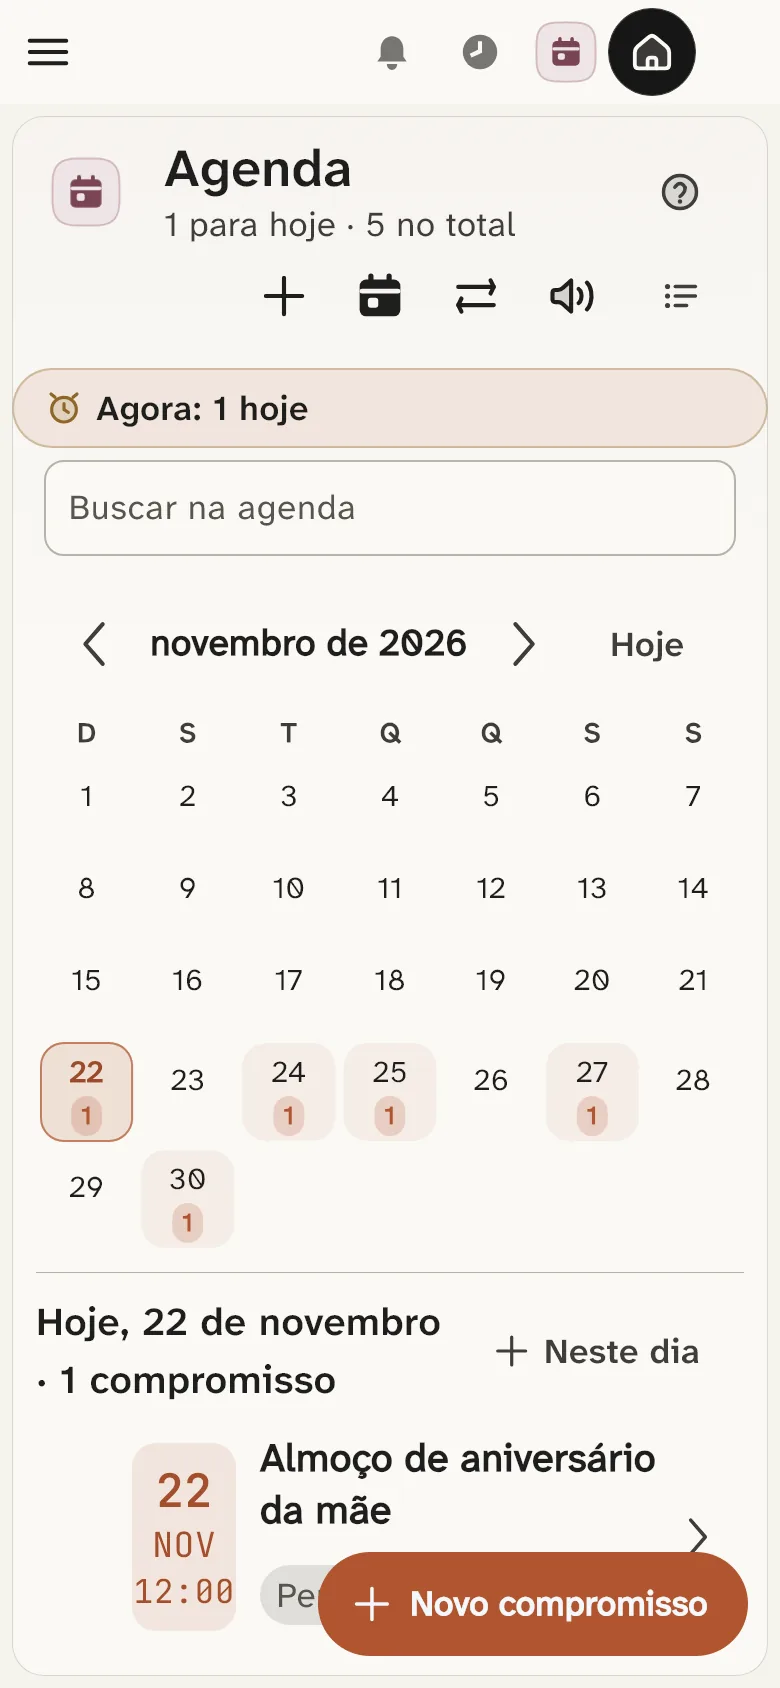 Agenda
1 para hoje · 5 no total
Agora: 1 hoje
Buscar na agenda
novembro de 2026
Hoje
D S T Q Q S S
1 2 3 4 5 6 7
8 9 10 11 12 13 14
15 16 17 18 19 20 21
22 23 24 25 26 27 28
1 1 1 1
29 30
1
Hoje, 22 de novembro
· 1 compromisso
Neste dia
22
NOV
12:00
Almoço de aniversário
da mãe
Novo compromisso